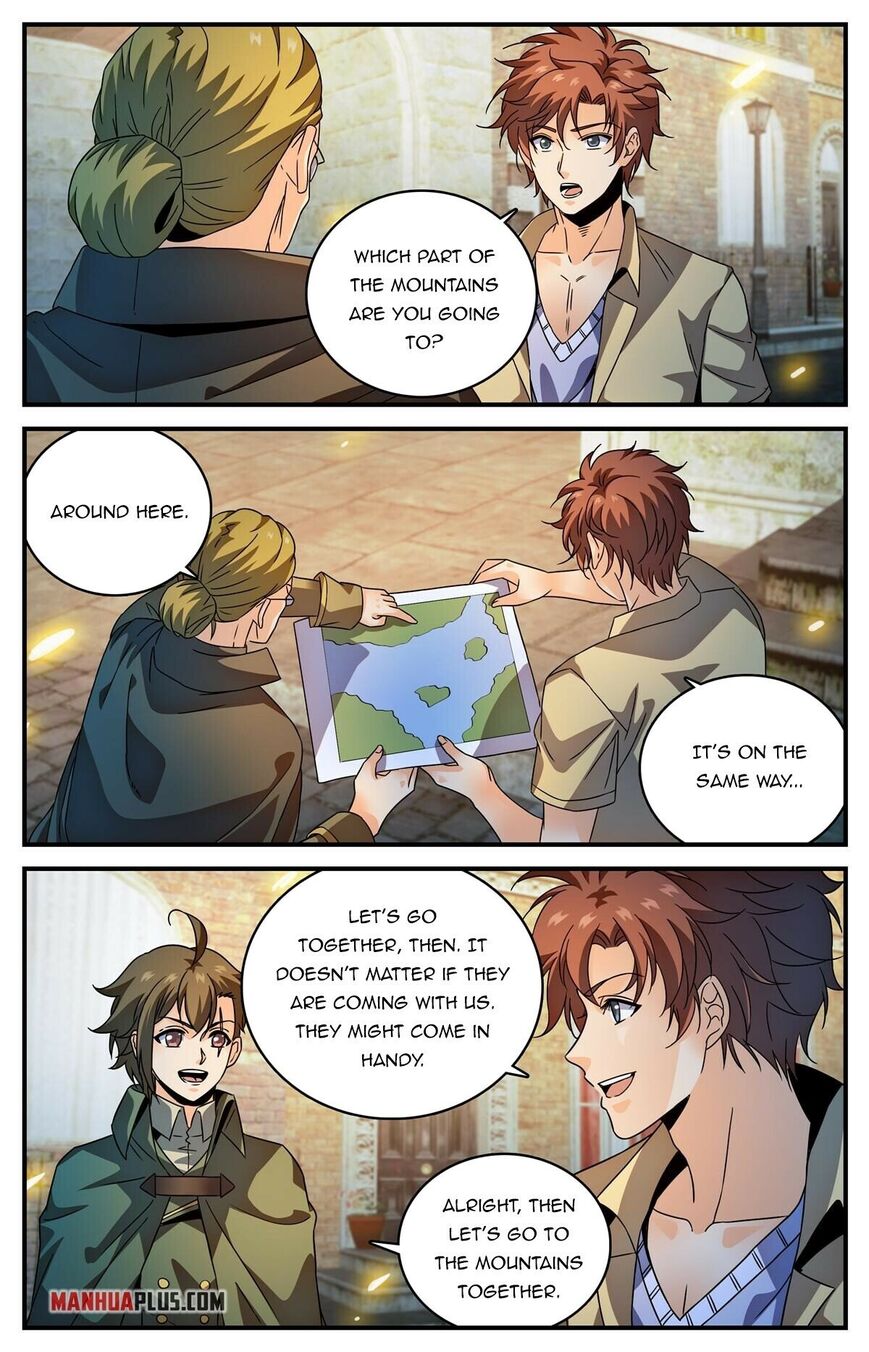 WHICH PART OF
THE MOUNTAINS
ARE YOU GOING
TO?
AROUND HERE.
IT'S ON THE
SAME WAY...
LET'S GO
TOGETHER, THEN. IT
DOESN'T MATTER IF THEY
ARE COMING WITH US.
THEY MIGHT COME IN
HANDY.
ALRIGHT, THEN
LET'S GO TO
THE MOUNTAINS
TOGETHER.
MANHUAPLUS.COM